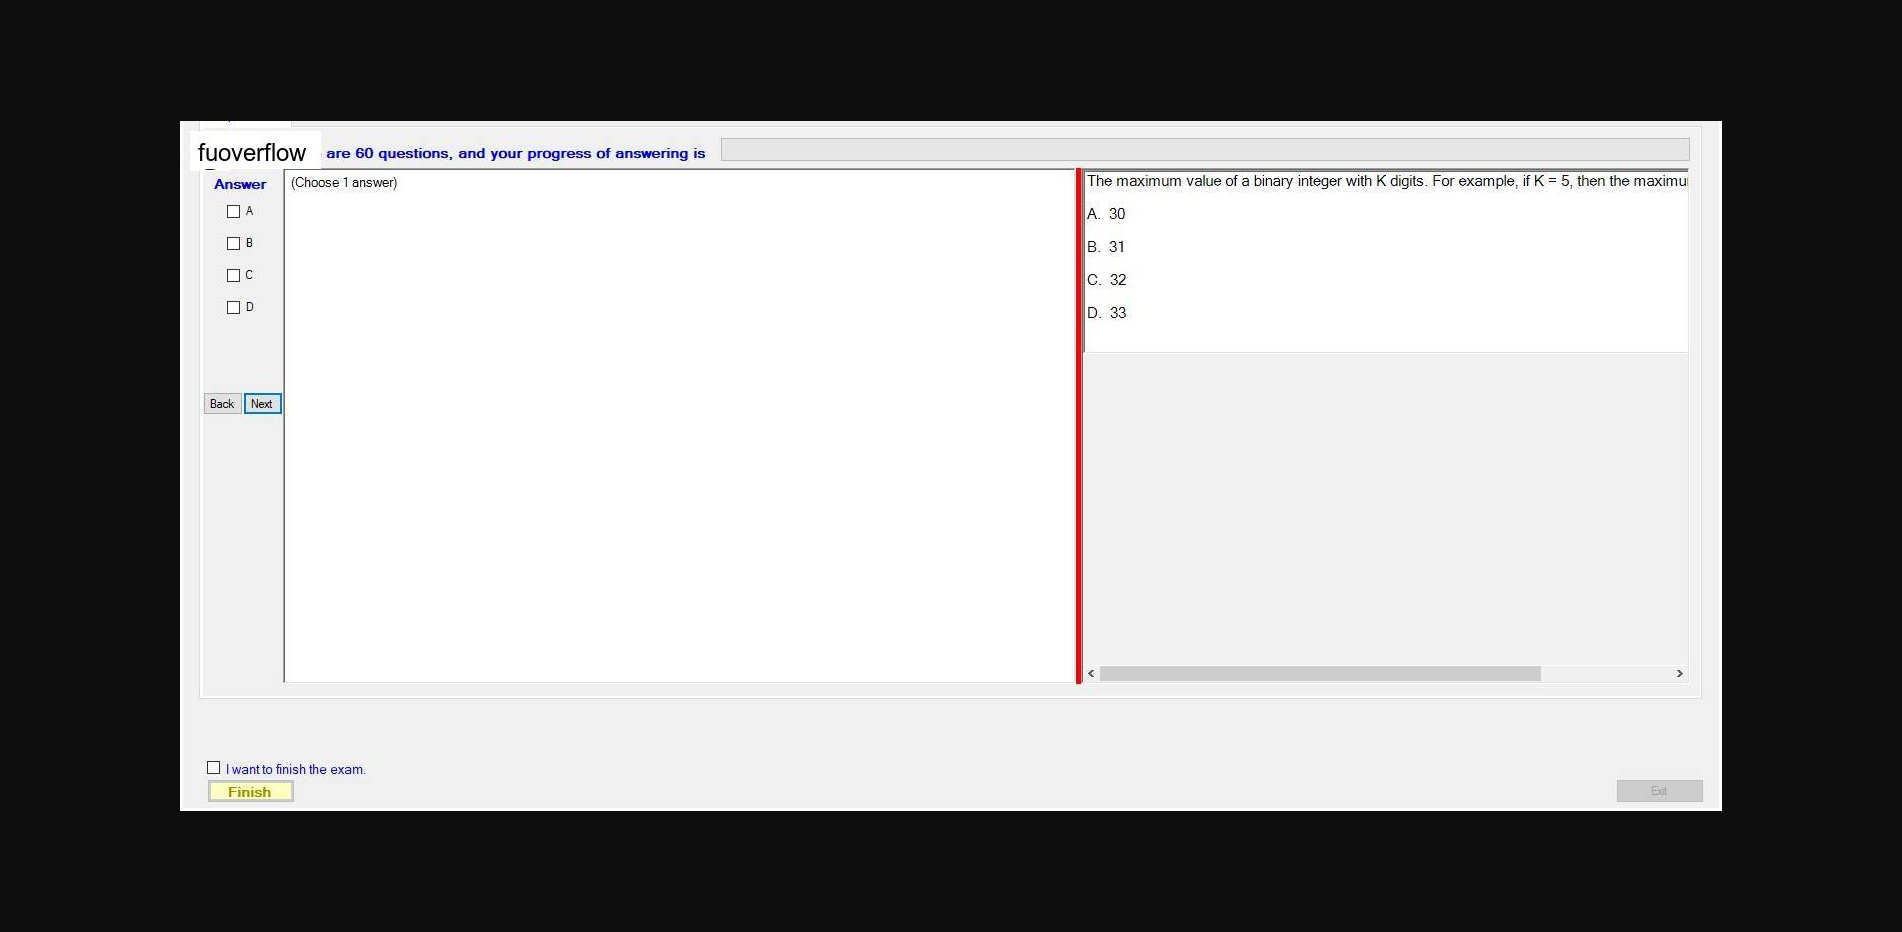 fuoverflow are 60 questions, and your progress of answering is
Answer
A
B
C
D
Back Next
(Choose 1 answer)
The maximum value of a binary integer with K digits. For example, if K = 5, then the
A. 30
B. 31
C. 32
D. 33
I want to finish the exam.
Finish
Exit